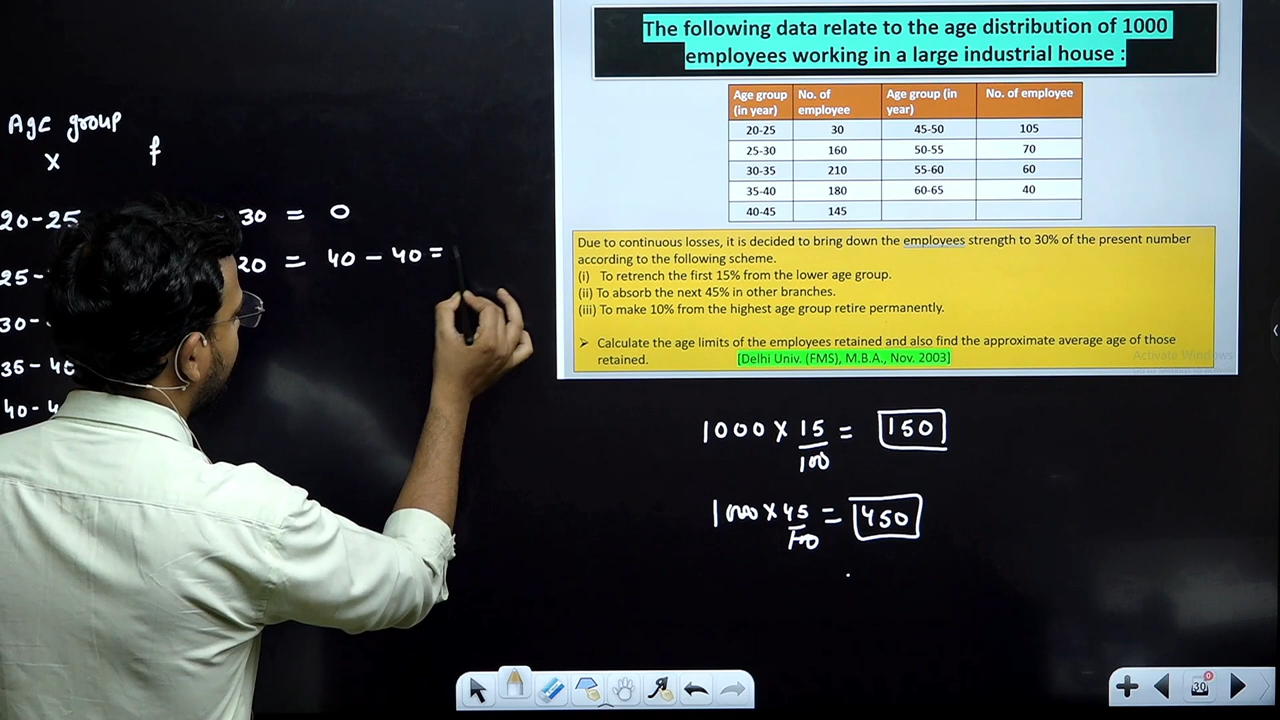 The following data relate to the age distribution of 1000
employees working in a large industrial house :
Age group (in year) No. of employee Age group (in year) No. of employee
20-25 30 45-50 105
25-30 160 50-55 70
30-35 210 55-60 60
35-40 180 60-65 40
40-45 145
Due to continuous losses, it is decided to bring down the employees strength to 30% of the present number
according to the following scheme.
(i) To retrench the first 15% from the lower age group.
(ii) To absorb the next 45% in other branches.
(iii) To make 10% from the highest age group retire permanently.
➢ Calculate the age limits of the employees retained and also find the approximate average age of those
retained. [Delhi Univ. (FMS), M.B.A., Nov. 2003]
Activate Windows
Age group
x f
20-25 30 = 0
25- 20 = 40 - 40 =
30-
35-40
40-4
1000 × 15/100 = 150
1000 × 45/100 = 450
30
0